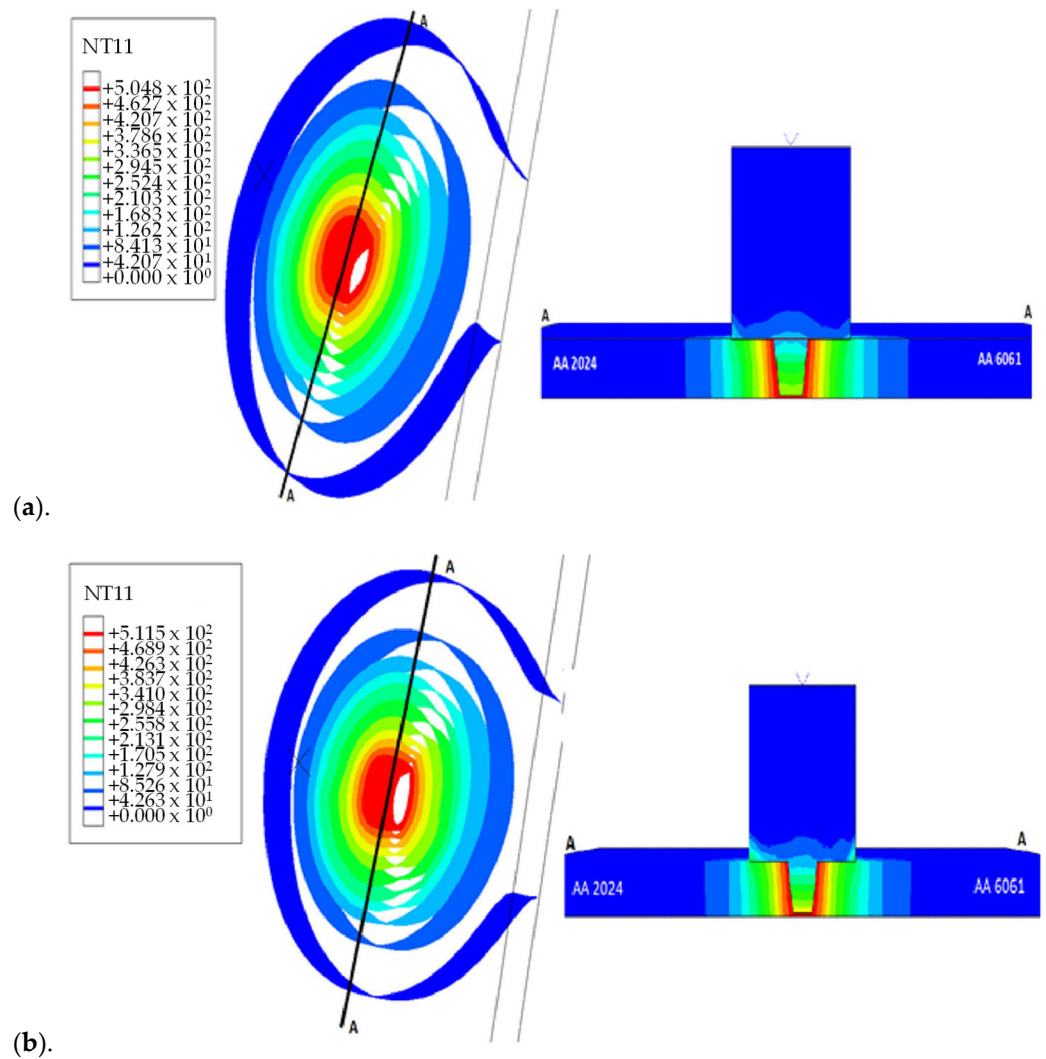 A
NT11
+5.048 x 10²
+4.627 x 10²
+4.207 x 10²
+3.786 x 10²
+3.365 x 10²
+2.945 x 10²
+2.524 x 10²
+2.103 x 10²
+1.683 x 10²
+1.262 x 10²
+8.413 x 10¹
+4.207 x 10¹
+0.000 x 10⁰
A
A
AA 2024
AA 6061
A
(a).
NT11
+5.115 x 10²
+4.689 x 10²
+4.263 x 10²
+3.837 x 10²
+3.410 x 10²
+2.984 x 10²
+2.558 x 10²
+2.131 x 10²
+1.705 x 10²
+1.279 x 10²
+8.526 x 10¹
+4.263 x 10¹
+0.000 x 10⁰
A
A
A
AA 2024
AA 6061
A
(b).